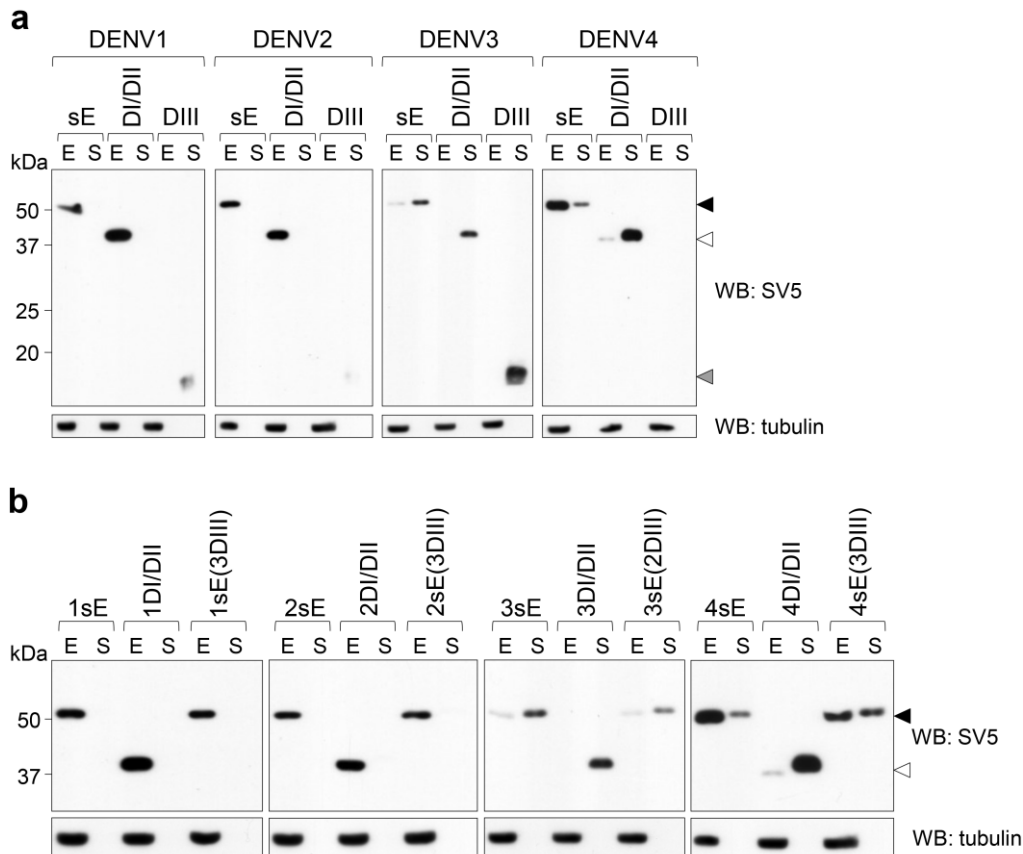 a
DENV1 DENV2 DENV3 DENV4
sE DI/DII DIII sE DI/DII DIII sE DI/DII DIII sE DI/DII DIII
kDa E S E S E S E S E S E S E S E S E S E S E S E S
50
37
WB: SV5
25
20
WB: tubulin
b
1sE 1DI/DII 1sE(3DIII) 2sE 2DI/DII 2sE(3DIII) 3sE 3DI/DII 3sE(2DIII) 4sE 4DI/DII 4sE(3DIII)
kDa E S E S E S E S E S E S E S E S E S E S E S E S
50
WB: SV5
37
WB: tubulin